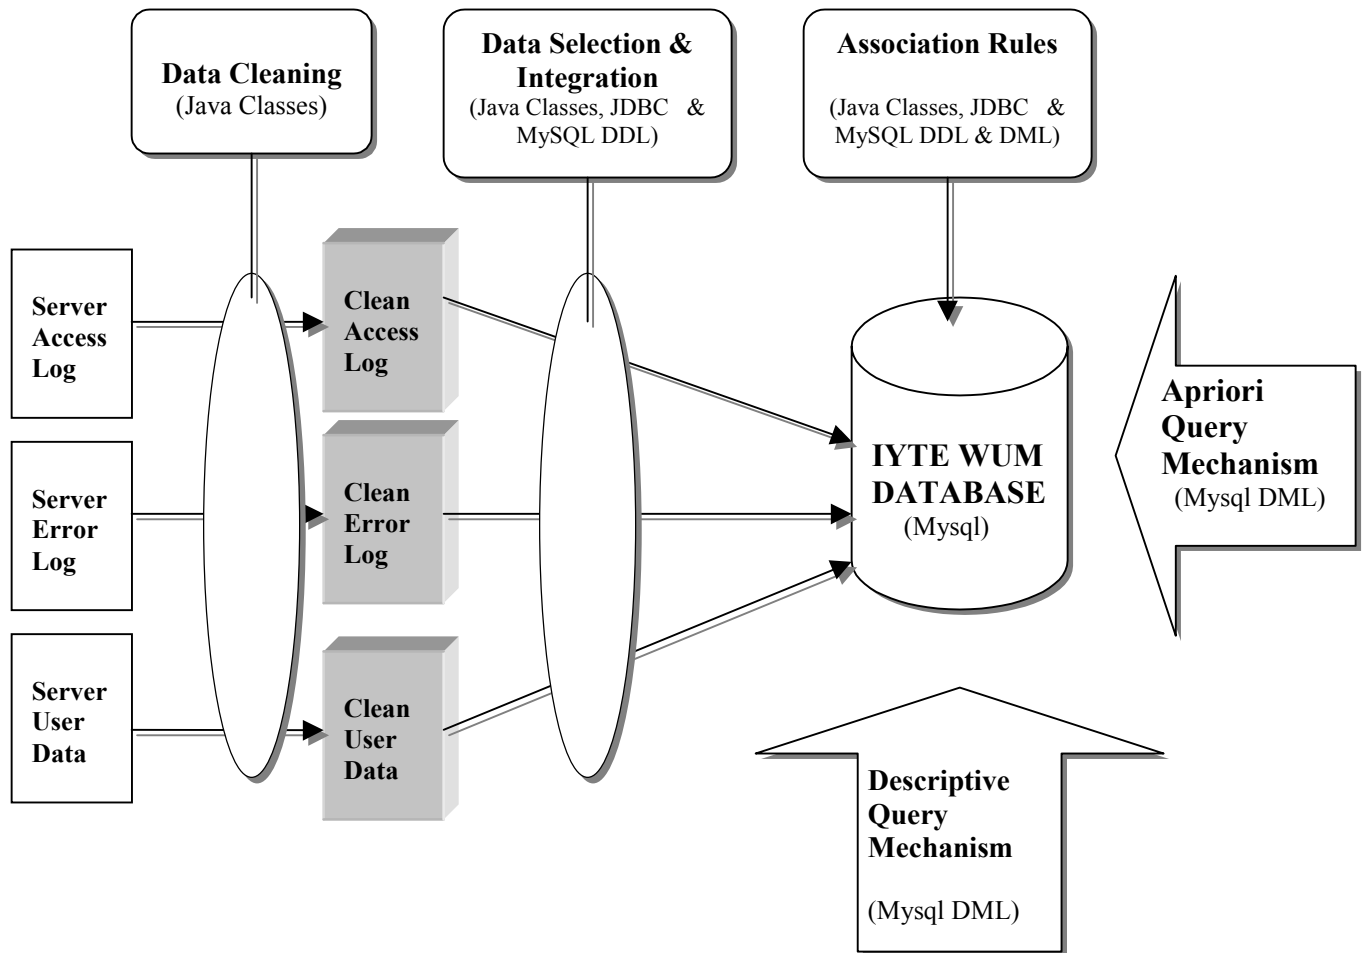 Data Cleaning
(Java Classes)
Data Selection &
Integration
(Java Classes, JDBC &
MySQL DDL)
Association Rules
(Java Classes, JDBC &
MySQL DDL & DML)
Server
Access
Log
Clean
Access
Log
Server
Error
Log
Clean
Error
Log
Server
User
Data
Clean
User
Data
IYTE WUM
DATABASE
(Mysql)
Apriori
Query
Mechanism
(Mysql DML)
Descriptive
Query
Mechanism
(Mysql DML)